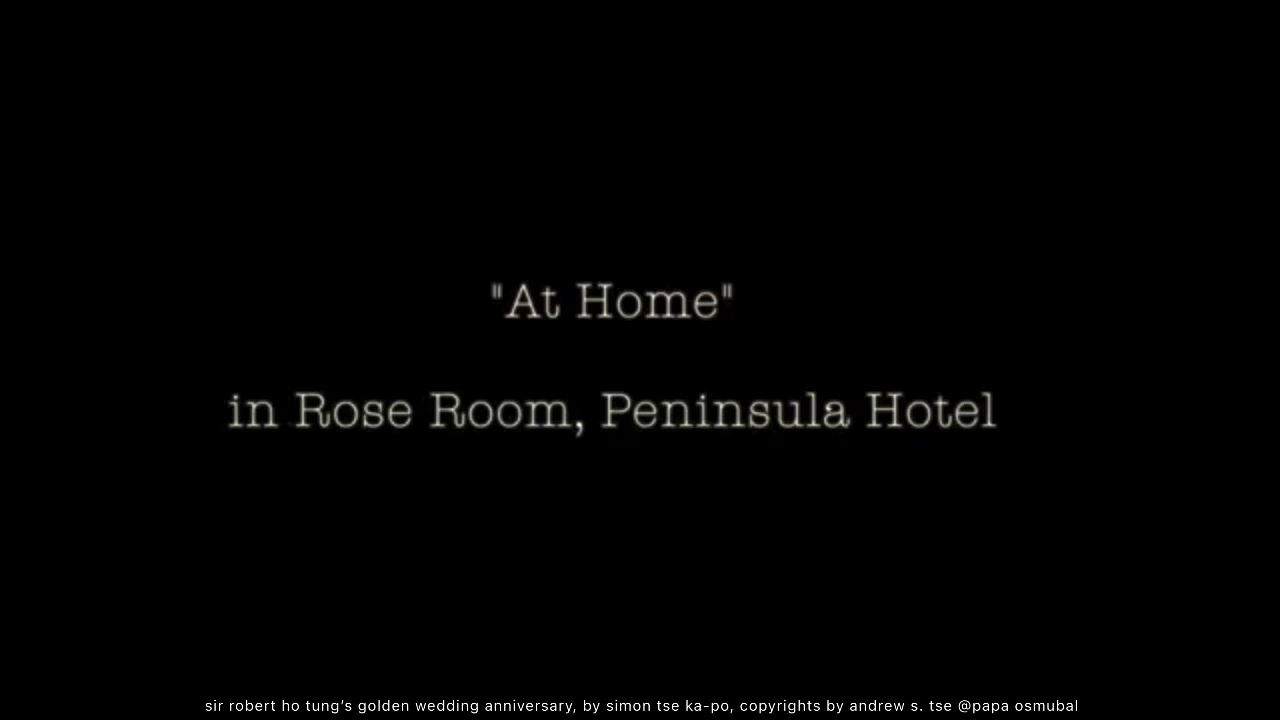 "At Home"
in Rose Room, Peninsula Hotel
sir robert ho tung’s golden wedding anniversary, by simon tse ka-po, copyrights by andrew s. tse @papa osmubal